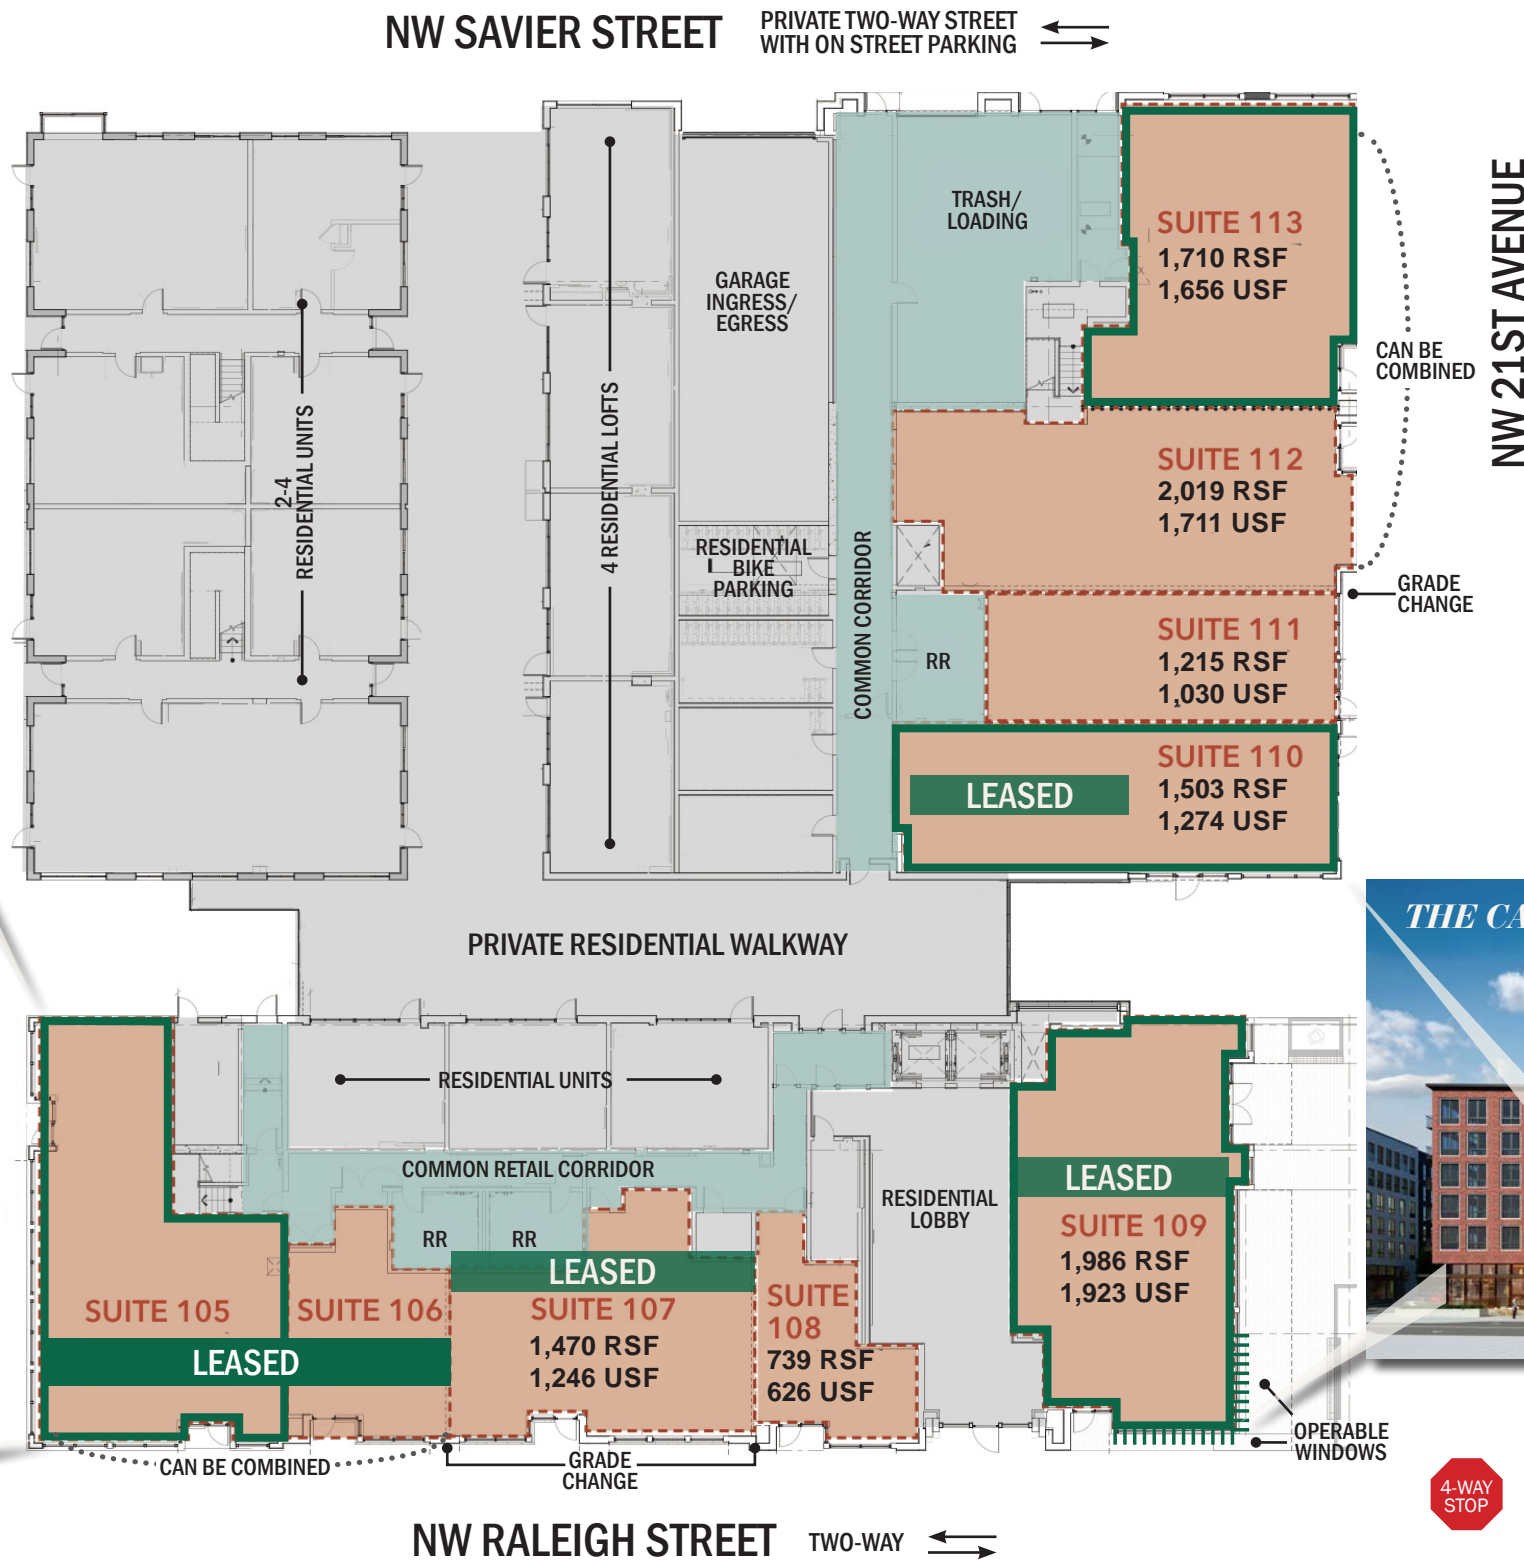 NW SAVIER STREET
PRIVATE TWO-WAY STREET
WITH ON STREET PARKING
NW 21ST AVENUE
TRASH/
LOADING
SUITE 113
1,710 RSF
1,656 USF
GARAGE
INGRESS/
EGRESS
CAN BE
COMBINED
2-4
RESIDENTIAL UNITS
4 RESIDENTIAL LOFTS
SUITE 112
2,019 RSF
1,711 USF
RESIDENTIAL
BIKE
PARKING
COMMON CORRIDOR
GRADE
CHANGE
RR
SUITE 111
1,215 RSF
1,030 USF
LEASED
SUITE 110
1,503 RSF
1,274 USF
THE CA
PRIVATE RESIDENTIAL WALKWAY
RESIDENTIAL UNITS
COMMON RETAIL CORRIDOR
RESIDENTIAL
LOBBY
LEASED
SUITE 109
1,986 RSF
1,923 USF
RR
RR
LEASED
SUITE 105
SUITE 106
SUITE 107
1,470 RSF
1,246 USF
SUITE
108
739 RSF
626 USF
LEASED
CAN BE COMBINED
GRADE
CHANGE
OPERABLE
WINDOWS
4-WAY
STOP
NW RALEIGH STREET
TWO-WAY